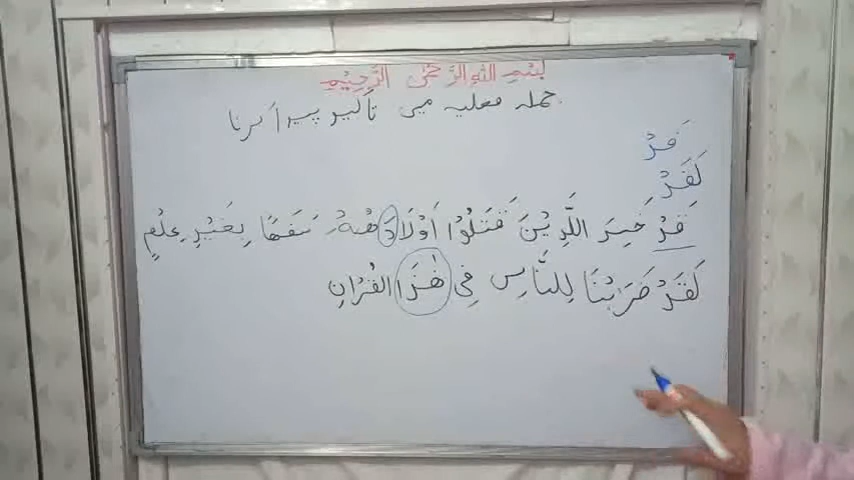 بِسْمِ اللّٰهِ الرَّحْمٰنِ الرَّحِيْمِ
جملہ فعلیہ میں تاکید پیدا کرنا
قَدْ
لَقَدْ
قَدْ خَسِرَ الَّذِيْنَ قَتَلُوْا اَوْلَادَهُمْ سَفَهًا بِغَيْرِ عِلْمٍ
لَقَدْ ضَرَبْنَا لِلنَّاسِ فِي هٰذَا الْقُرْاٰنِ